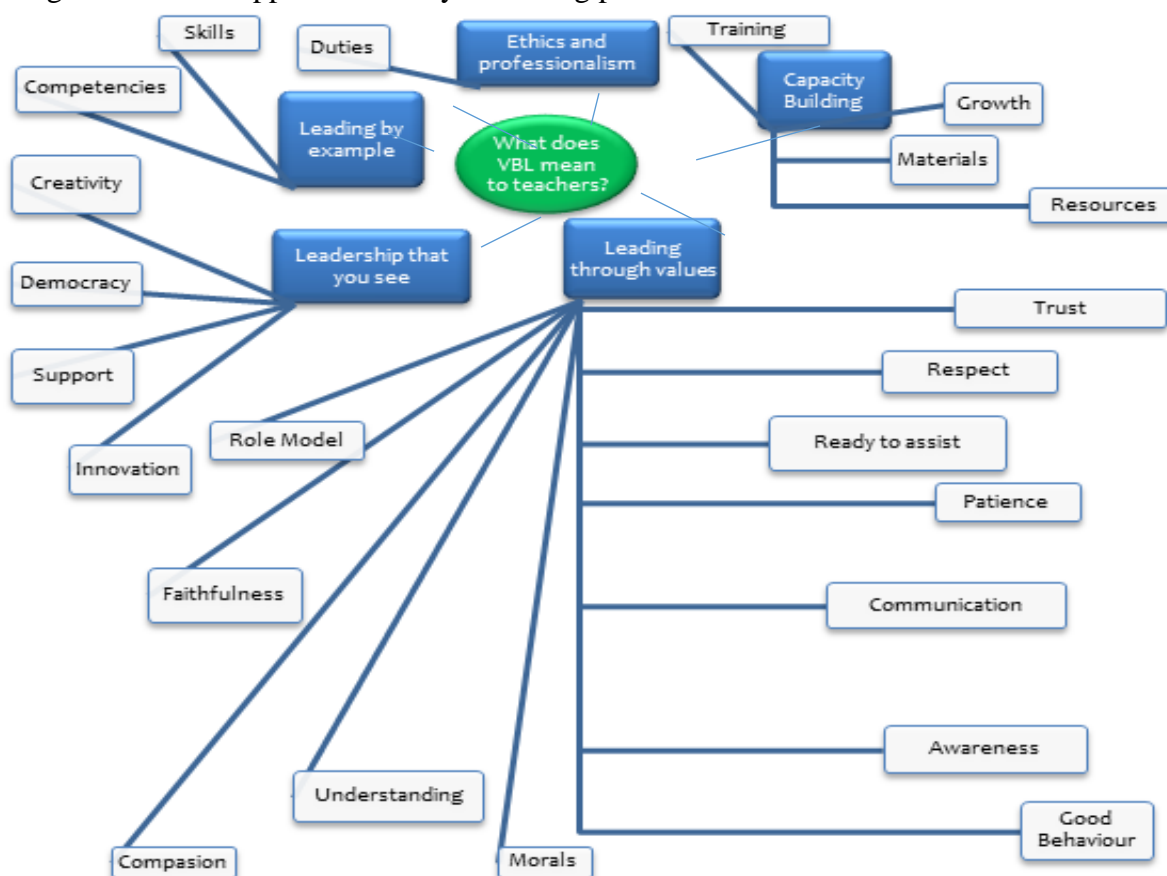 Skills
Duties
Ethics and
professionalism
Training
Competencies
Capacity
Building
Growth
Leading by
example
What does
VBL mean
to teachers?
Materials
Creativity
Resources
Leadership that
you see
Leading
through values
Democracy
Trust
Support
Respect
Role Model
Ready to assist
Innovation
Patience
Faithfulness
Communication
Awareness
Understanding
Good
Behaviour
Compasion
Morals